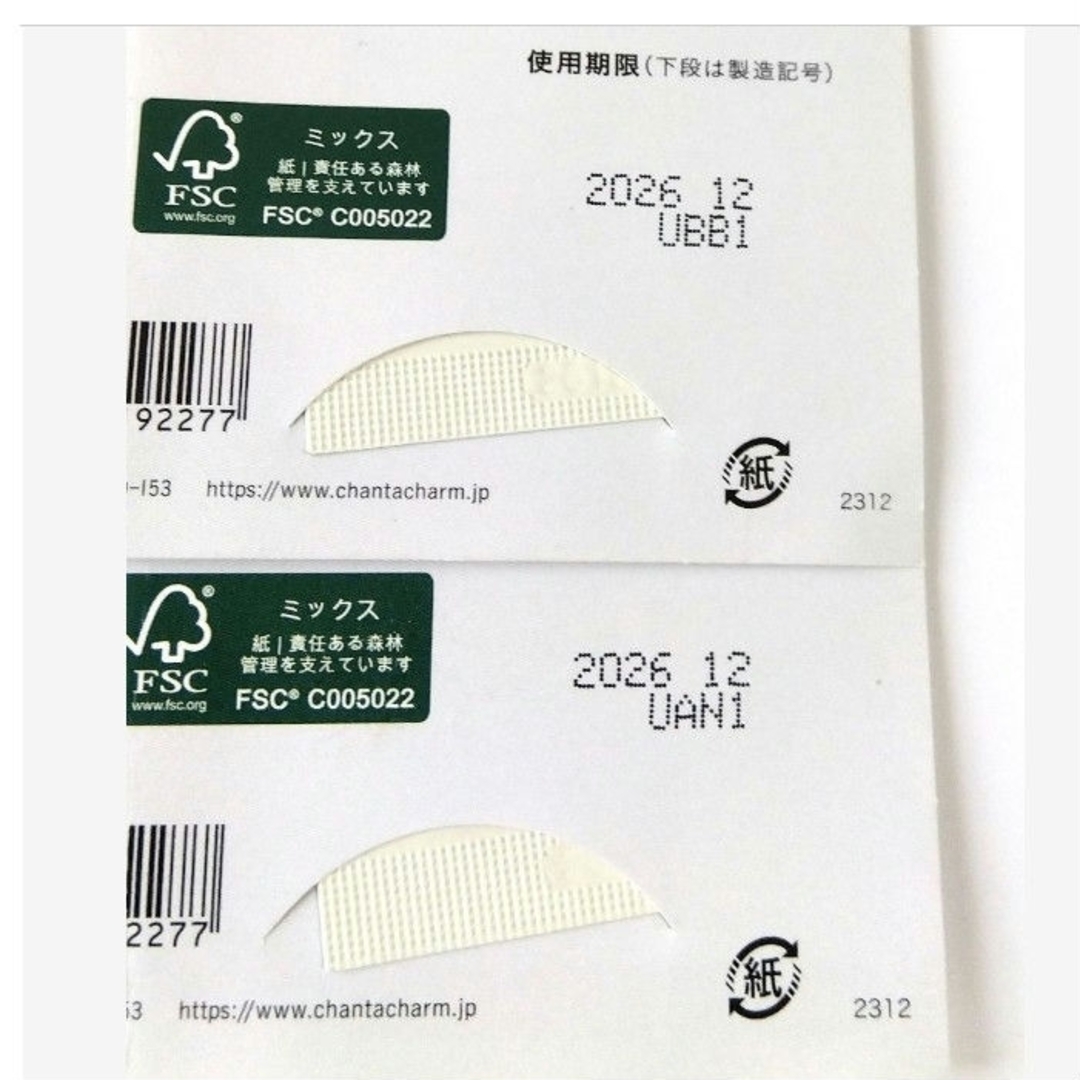 使用期限(下段は製造記号)
ミックス
紙 | 責任ある森林
管理を支えています
FSC® C005022
FSC
www.fsc.org
2026 12
UBB1
92277
-153 https://www.chantacharm.jp
紙
2312
ミックス
紙 | 責任ある森林
管理を支えています
FSC® C005022
FSC
www.fsc.org
2026 12
UAN1
2277
53 https://www.chantacharm.jp
紙
2312